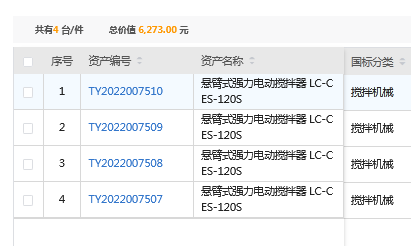 共有4 台/件 总价值 6,273.00 元
序号 资产编号 资产名称 国标分类
1 TY2022007510 悬臂式强力电动搅拌器 LC-C
ES-120S 搅拌机械
2 TY2022007509 悬臂式强力电动搅拌器 LC-C
ES-120S 搅拌机械
3 TY2022007508 悬臂式强力电动搅拌器 LC-C
ES-120S 搅拌机械
4 TY2022007507 悬臂式强力电动搅拌器 LC-C
ES-120S 搅拌机械